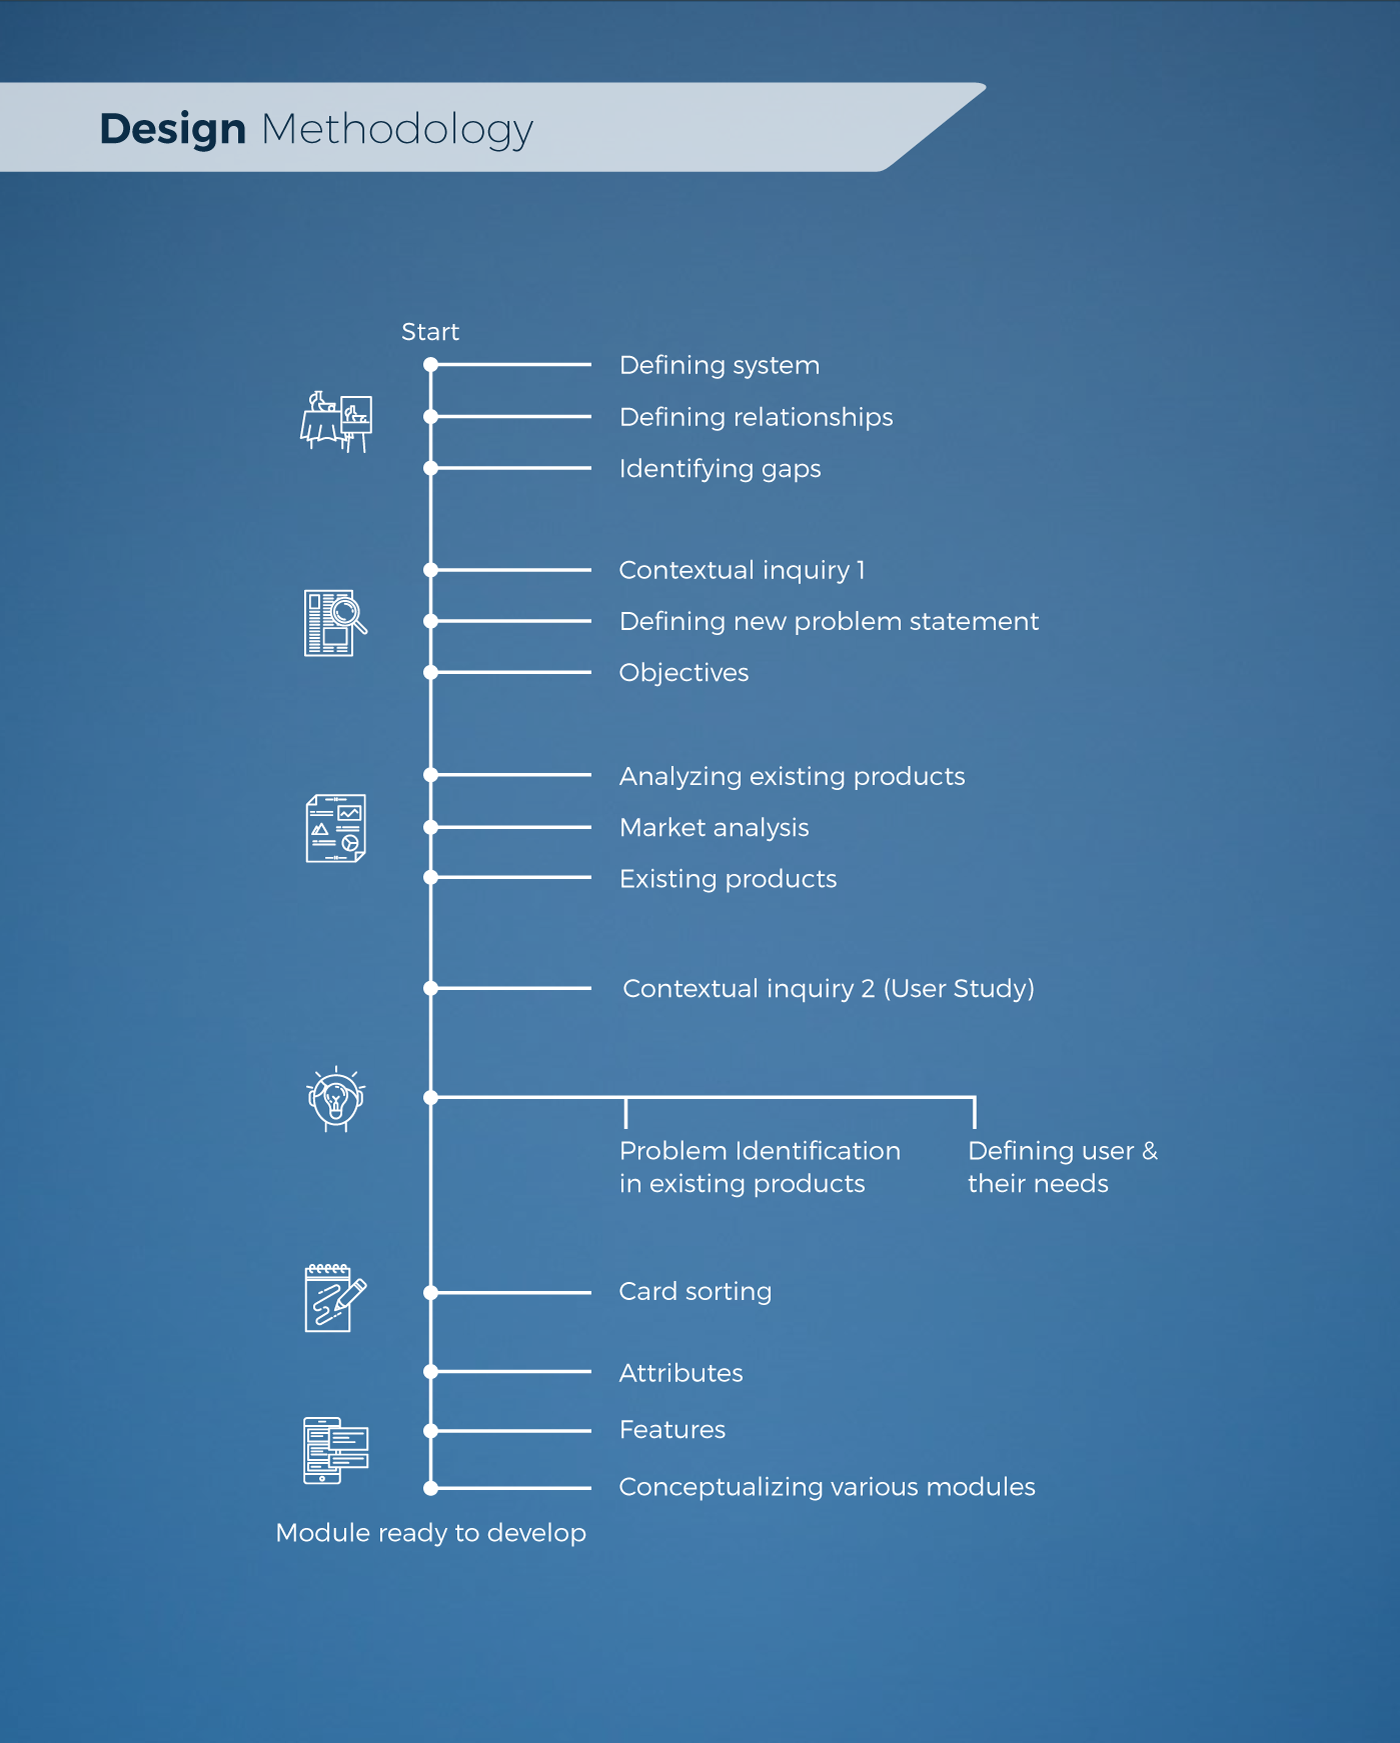 Design Methodology
Start
Defining system
Defining relationships
Identifying gaps
Contextual inquiry 1
Defining new problem statement
Objectives
Analyzing existing products
Market analysis
Existing products
Contextual inquiry 2 (User Study)
Problem Identification
in existing products
Defining user &
their needs
Card sorting
Attributes
Features
Conceptualizing various modules
Module ready to develop